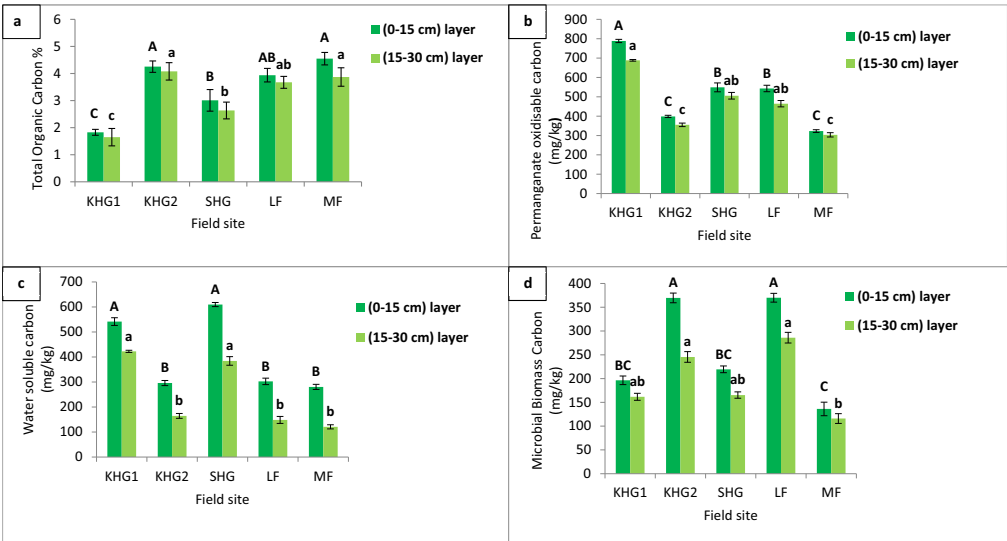 a
Total Organic Carbon %
6
5
4
3
2
1
0
C c
A a
B b
AB ab
A a
KHG1 KHG2 SHG LF MF
Field site
(0-15 cm) layer
(15-30 cm) layer
b
Permanganate oxidisable carbon
(mg/kg)
900
800
700
600
500
400
300
200
100
0
A a
C c
B ab
B ab
C c
KHG1 KHG2 SHG LF MF
Field site
(0-15 cm) layer
(15-30 cm) layer
c
Water soluble carbon
(mg/kg)
700
600
500
400
300
200
100
0
A a
B b
A a
B b
B b
KHG1 KHG2 SHG LF MF
Field site
(0-15 cm) layer
(15-30 cm) layer
d
Microbial Biomass Carbon
(mg/kg)
400
350
300
250
200
150
100
50
0
BC ab
A a
BC ab
A a
C b
KHG1 KHG2 SHG LF MF
Field site
(0-15 cm) layer
(15-30 cm) layer